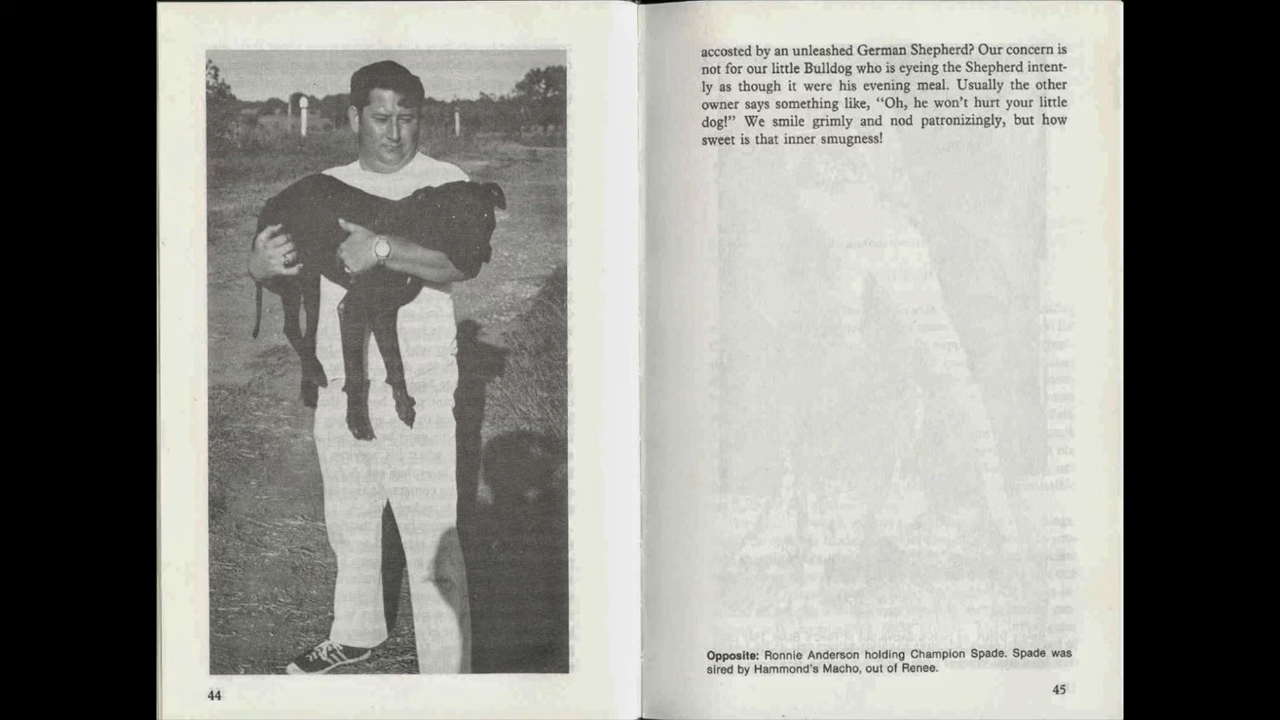 44
accosted by an unleashed German Shepherd? Our concern is
not for our little Bulldog who is eyeing the Shepherd intent-
ly as though it were his evening meal. Usually the other
owner says something like, “Oh, he won’t hurt your little
dog!” We smile grimly and nod patronizingly, but how
sweet is that inner smugness!
Opposite: Ronnie Anderson holding Champion Spade. Spade was
sired by Hammond's Macho, out of Renee.
45